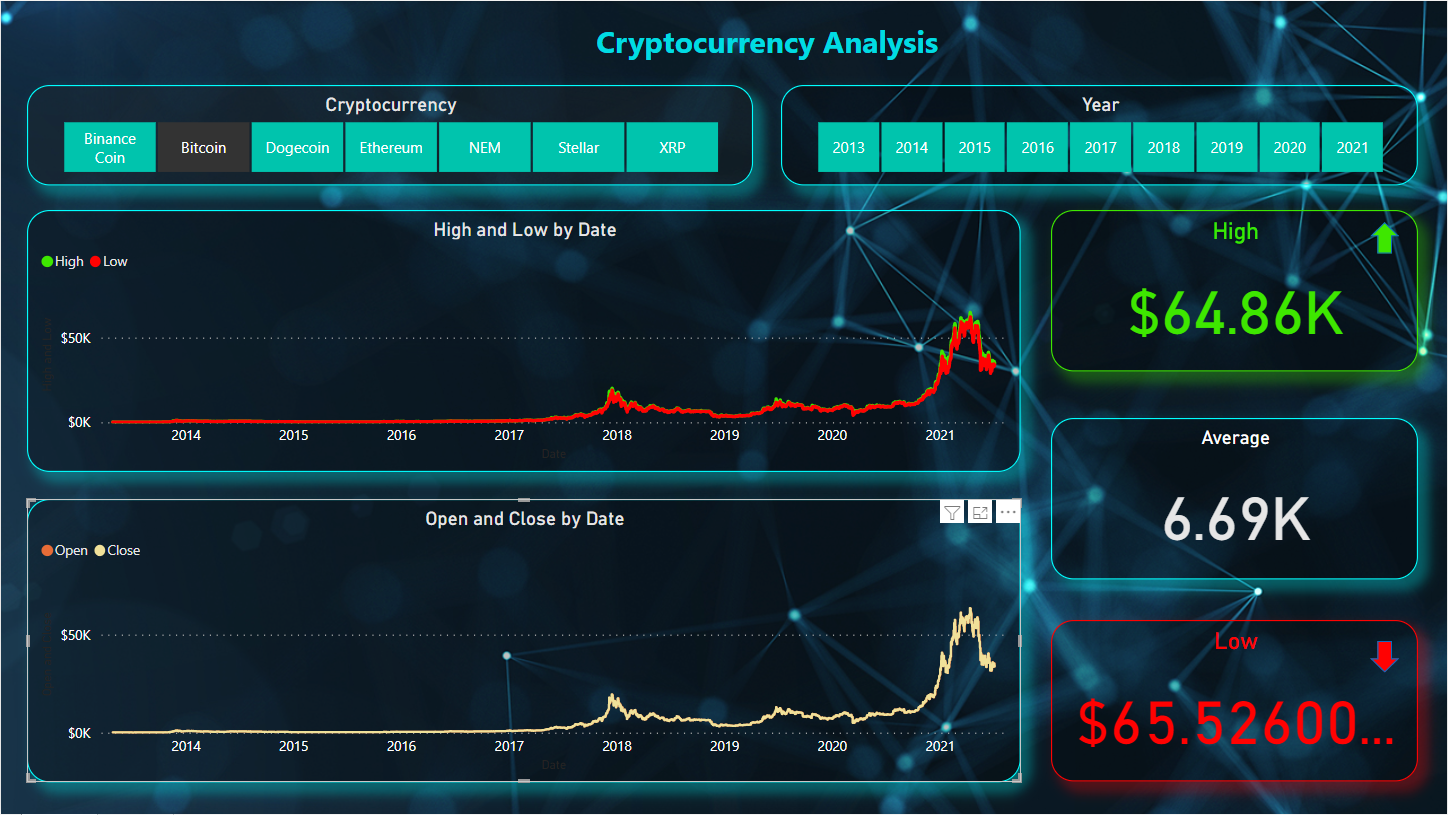 Cryptocurrency Analysis
Cryptocurrency
Binance
Coin
Bitcoin
Dogecoin
Ethereum
NEM
Stellar
XRP
Year
2013
2014
2015
2016
2017
2018
2019
2020
2021
High and Low by Date
High
Low
$50K
$0K
2014
2015
2016
2017
2018
2019
2020
2021
Date
High
$64.86K
Average
6.69K
Open and Close by Date
Open
Close
$50K
$0K
2014
2015
2016
2017
2018
2019
2020
2021
Date
Low
$65.52600...